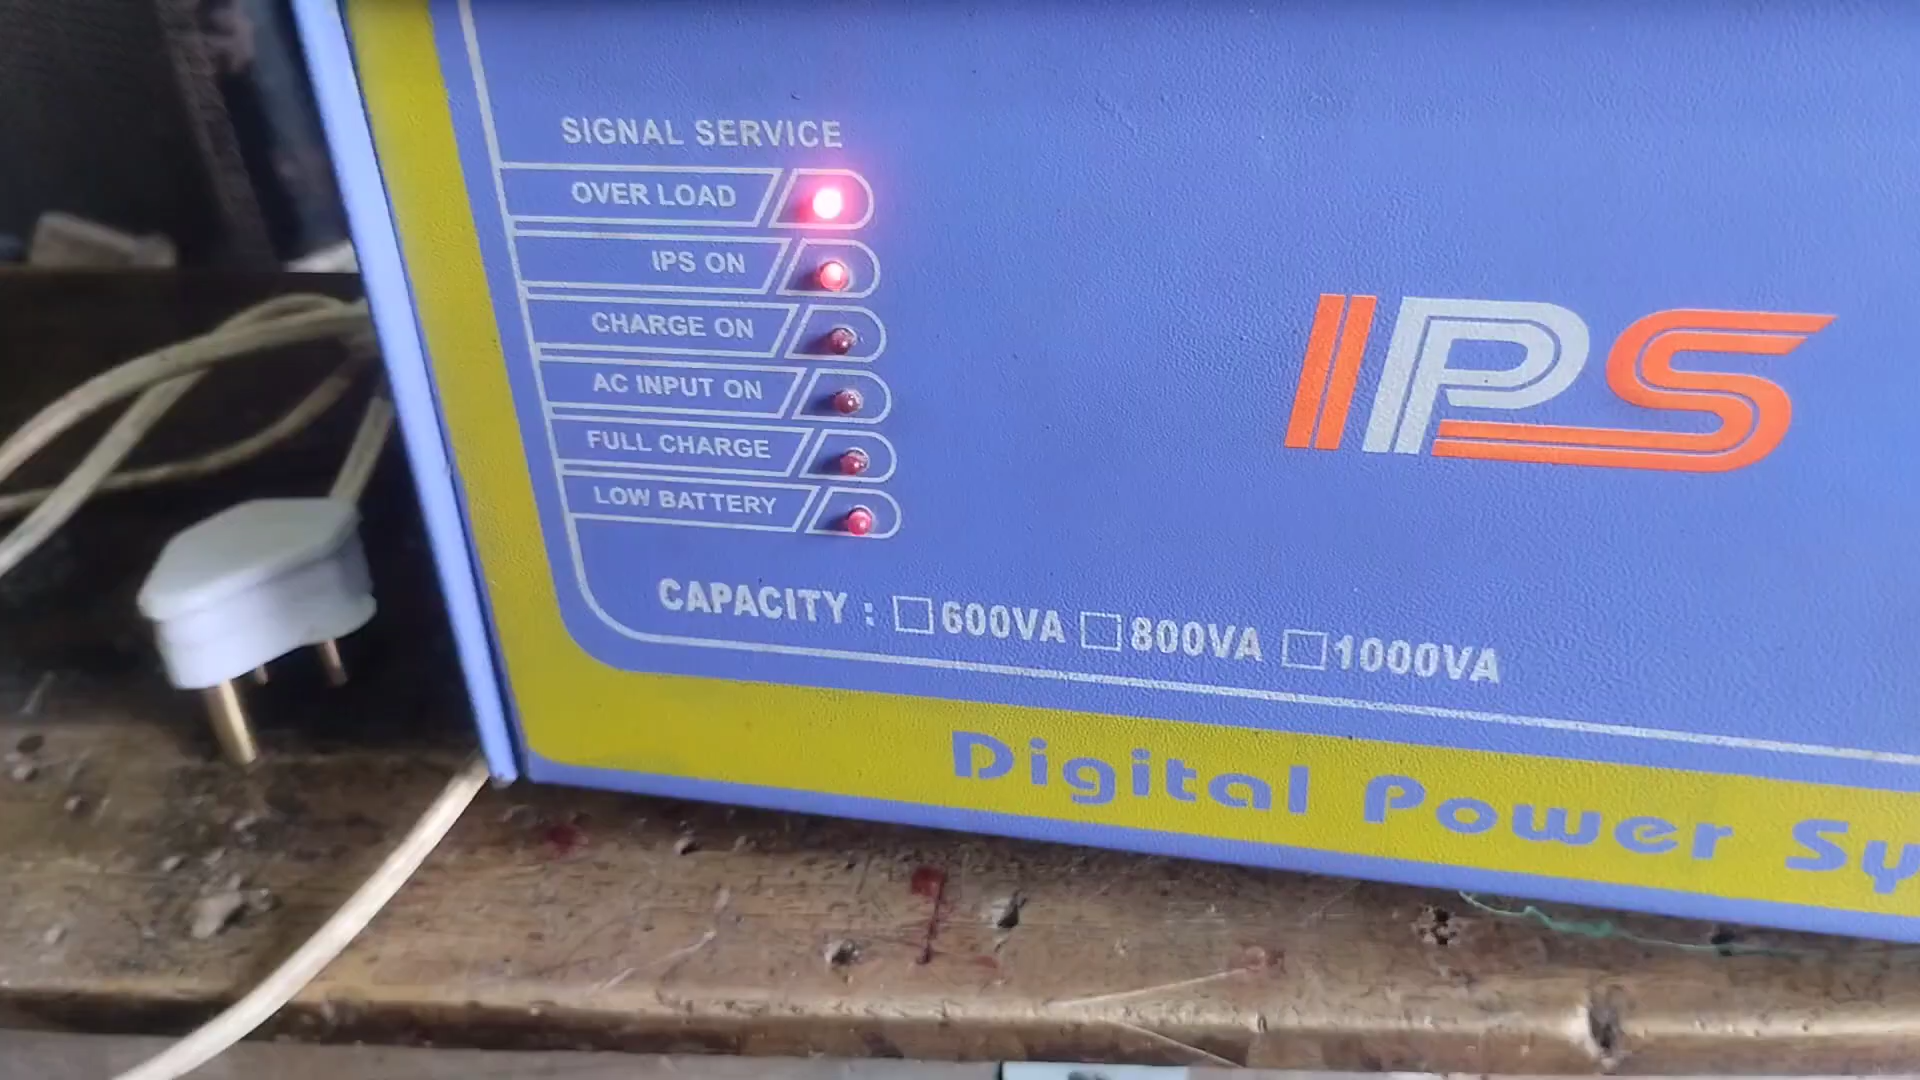 SIGNAL SERVICE
OVER LOAD
IPS ON
CHARGE ON
AC INPUT ON
FULL CHARGE
LOW BATTERY
IPS
CAPACITY : 600VA 800VA 1000VA
Digital Power Sy